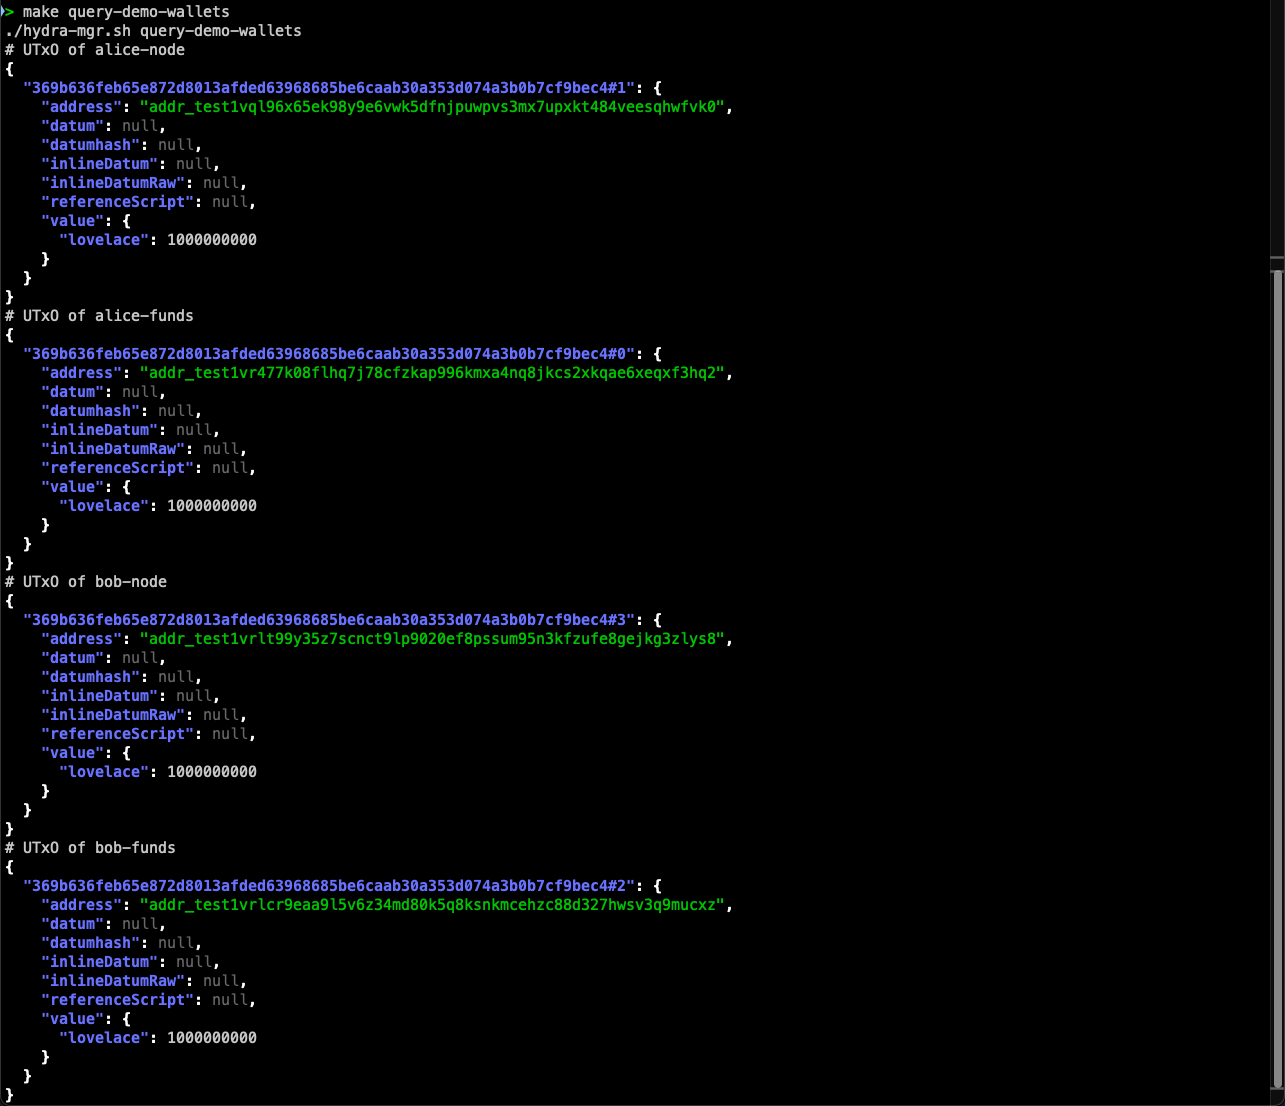 > make query-demo-wallets
./hydra-mgr.sh query-demo-wallets
# UTxO of alice-node
{
  "369b636feb65e872d8013afded63968685be6caab30a353d074a3b0b7cf9bec4#1": {
    "address": "addr_test1vql96x65ek98y9e6vwk5dfnjpuwpvs3mx7upxkt484veesqhwfvk0",
    "datum": null,
    "datumhash": null,
    "inlineDatum": null,
    "inlineDatumRaw": null,
    "referenceScript": null,
    "value": {
      "lovelace": 1000000000
    }
  }
}
# UTxO of alice-funds
{
  "369b636feb65e872d8013afded63968685be6caab30a353d074a3b0b7cf9bec4#0": {
    "address": "addr_test1vr477k08flhq7j78cfzkap996kmxa4nq8jkcs2xkqae6xeqxf3hq2",
    "datum": null,
    "datumhash": null,
    "inlineDatum": null,
    "inlineDatumRaw": null,
    "referenceScript": null,
    "value": {
      "lovelace": 1000000000
    }
  }
}
# UTxO of bob-node
{
  "369b636feb65e872d8013afded63968685be6caab30a353d074a3b0b7cf9bec4#3": {
    "address": "addr_test1vrlt99y35z7scnct9lp9020ef8pssum95n3kfzufe8gejkg3zlys8",
    "datum": null,
    "datumhash": null,
    "inlineDatum": null,
    "inlineDatumRaw": null,
    "referenceScript": null,
    "value": {
      "lovelace": 1000000000
    }
  }
}
# UTxO of bob-funds
{
  "369b636feb65e872d8013afded63968685be6caab30a353d074a3b0b7cf9bec4#2": {
    "address": "addr_test1vrlcr9eaa9l5v6z34md80k5q8ksnkmcehzc88d327hwsv3q9mucxz",
    "datum": null,
    "datumhash": null,
    "inlineDatum": null,
    "inlineDatumRaw": null,
    "referenceScript": null,
    "value": {
      "lovelace": 1000000000
    }
  }
}